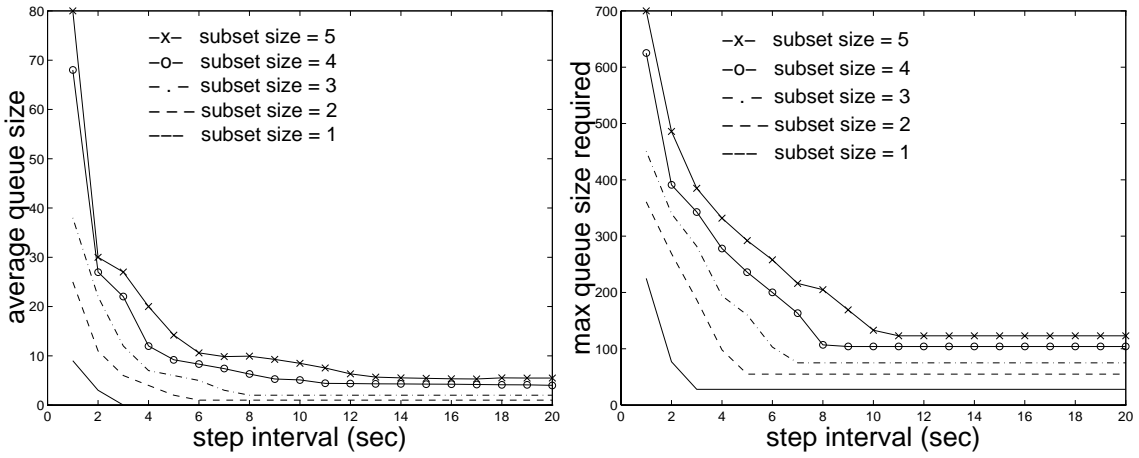 80
70
60
50
40
30
20
10
0
average queue size
–x– subset size = 5
–o– subset size = 4
– . – subset size = 3
– – – subset size = 2
––– subset size = 1
0 2 4 6 8 10 12 14 16 18 20
step interval (sec)
700
600
500
400
300
200
100
0
max queue size required
–x– subset size = 5
–o– subset size = 4
– . – subset size = 3
– – – subset size = 2
––– subset size = 1
0 2 4 6 8 10 12 14 16 18 20
step interval (sec)